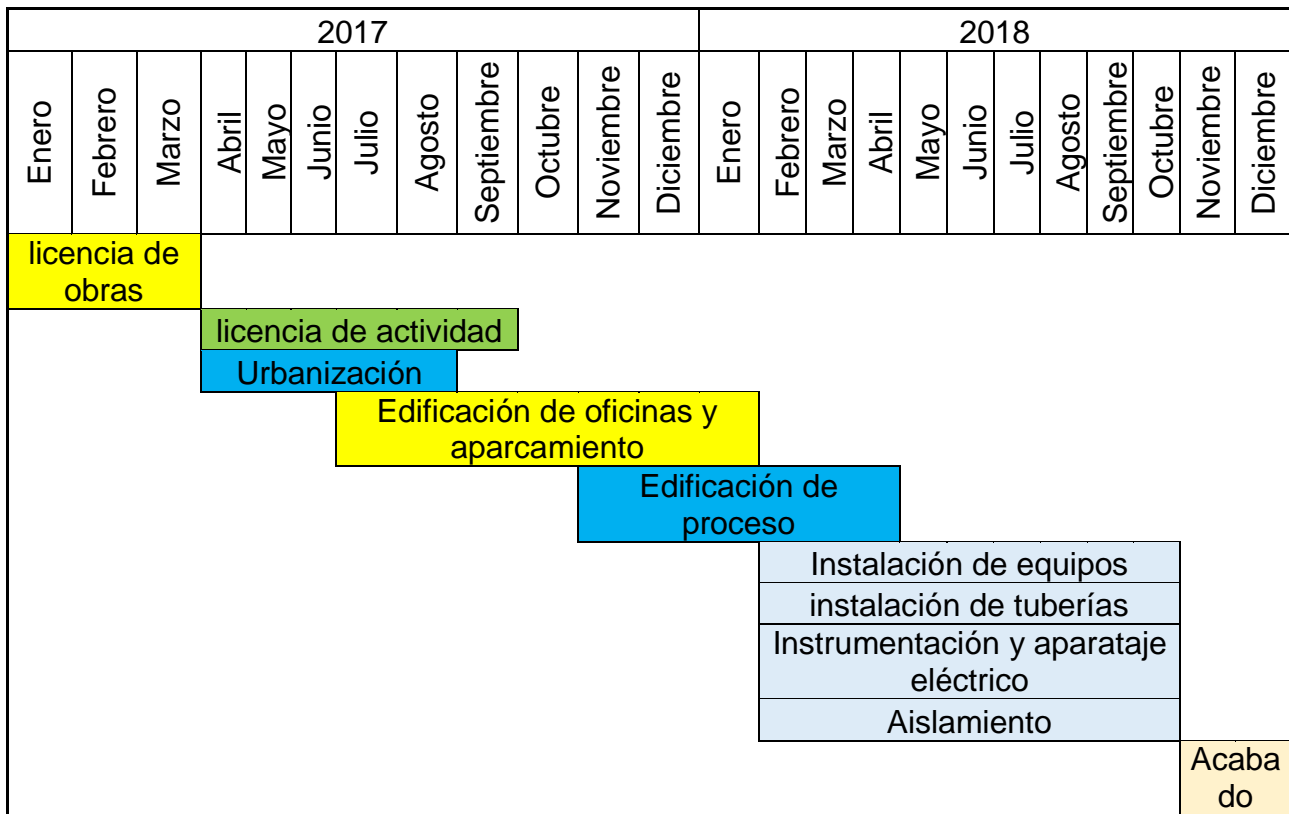 2017
2018
Enero
Febrero
Marzo
Abril
Mayo
Junio
Julio
Agosto
Septiembre
Octubre
Noviembre
Diciembre
Enero
Febrero
Marzo
Abril
Mayo
Junio
Julio
Agosto
Septiembre
Octubre
Noviembre
Diciembre
licencia de
obras
licencia de actividad
Urbanización
Edificación de oficinas y
aparcamiento
Edificación de
proceso
Instalación de equipos
instalación de tuberías
Instrumentación y aparataje
eléctrico
Aislamiento
Acaba
do